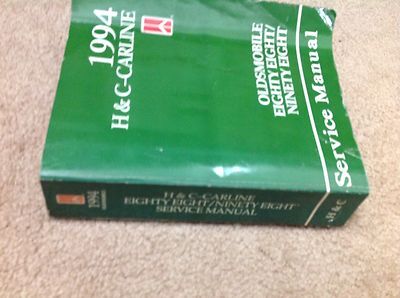 1994
H & C-CARLINE
OLDSMOBILE
EIGHTY EIGHT/
NINETY EIGHT
Service Manual
1994
H & C-CARLINE
EIGHTY EIGHT/NINETY EIGHT
SERVICE MANUAL
H & C